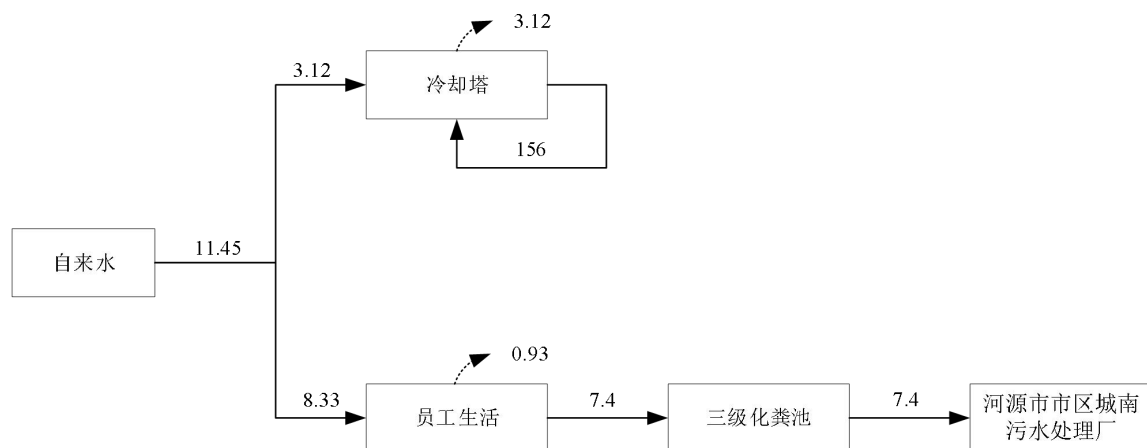 3.12
3.12
冷却塔
156
自来水
11.45
0.93
8.33
员工生活
7.4
三级化粪池
7.4
河源市市区城南
污水处理厂